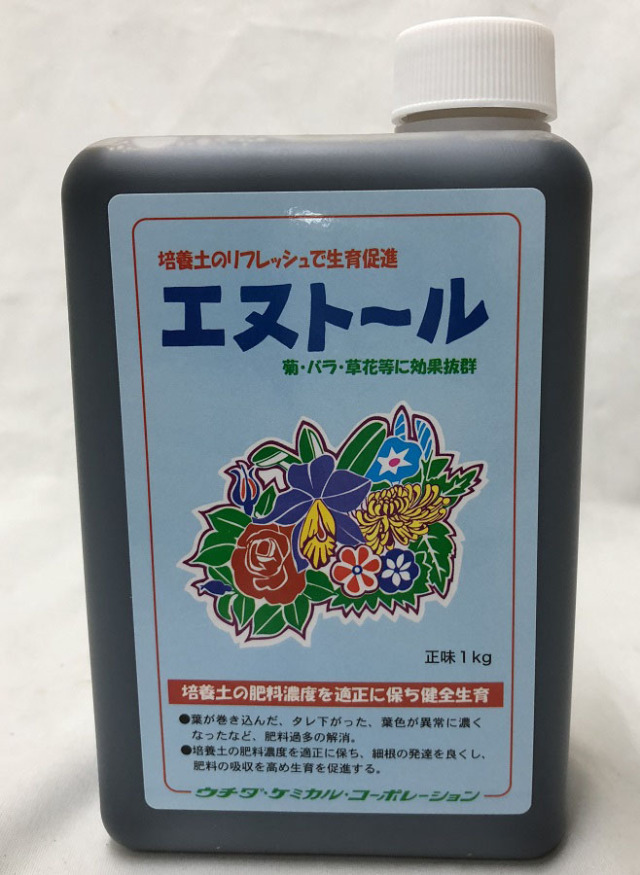 培養土のリフレッシュで生育促進
エヌトール
菊・バラ・草花等に効果抜群
正味1kg
培養土の肥料濃度を適正に保ち健全生育
●葉が巻き込んだ、タレ下がった、葉色が異常に濃く
なったなど、肥料過多の解消。
●培養土の肥料濃度を適正に保ち、細根の発達を良くし、
肥料の吸収を高め生育を促進する。
ウチダ・ケミカル・コーポレーション